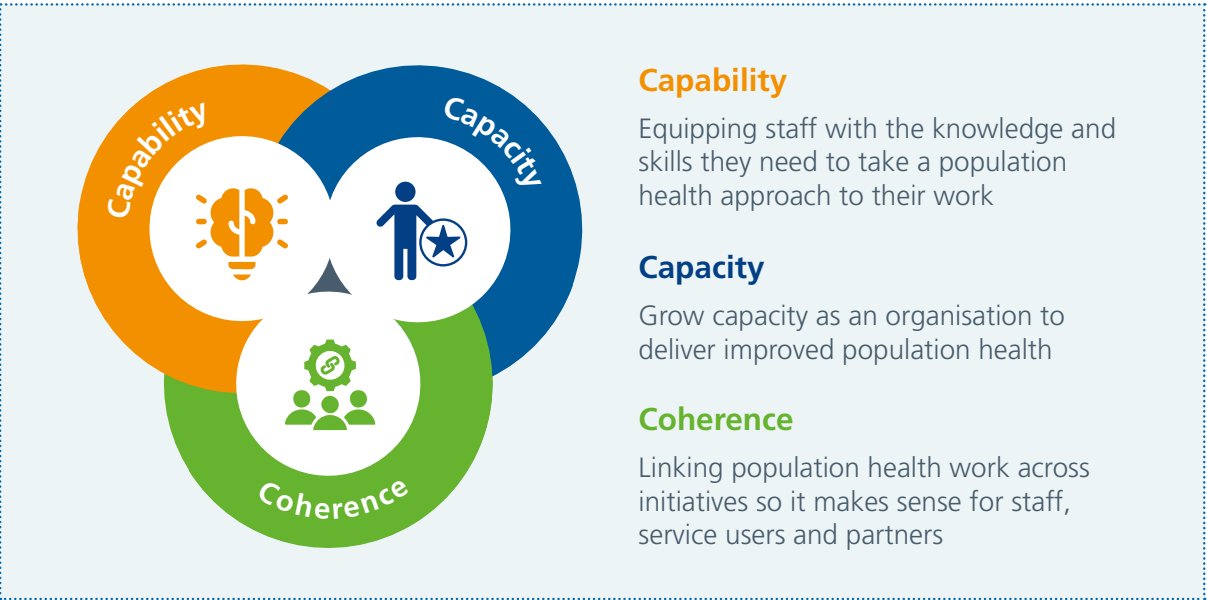 Capability
Capacity
Coherence
Capability
Equipping staff with the knowledge and
skills they need to take a population
health approach to their work
Capacity
Grow capacity as an organisation to
deliver improved population health
Coherence
Linking population health work across
initiatives so it makes sense for staff,
service users and partners